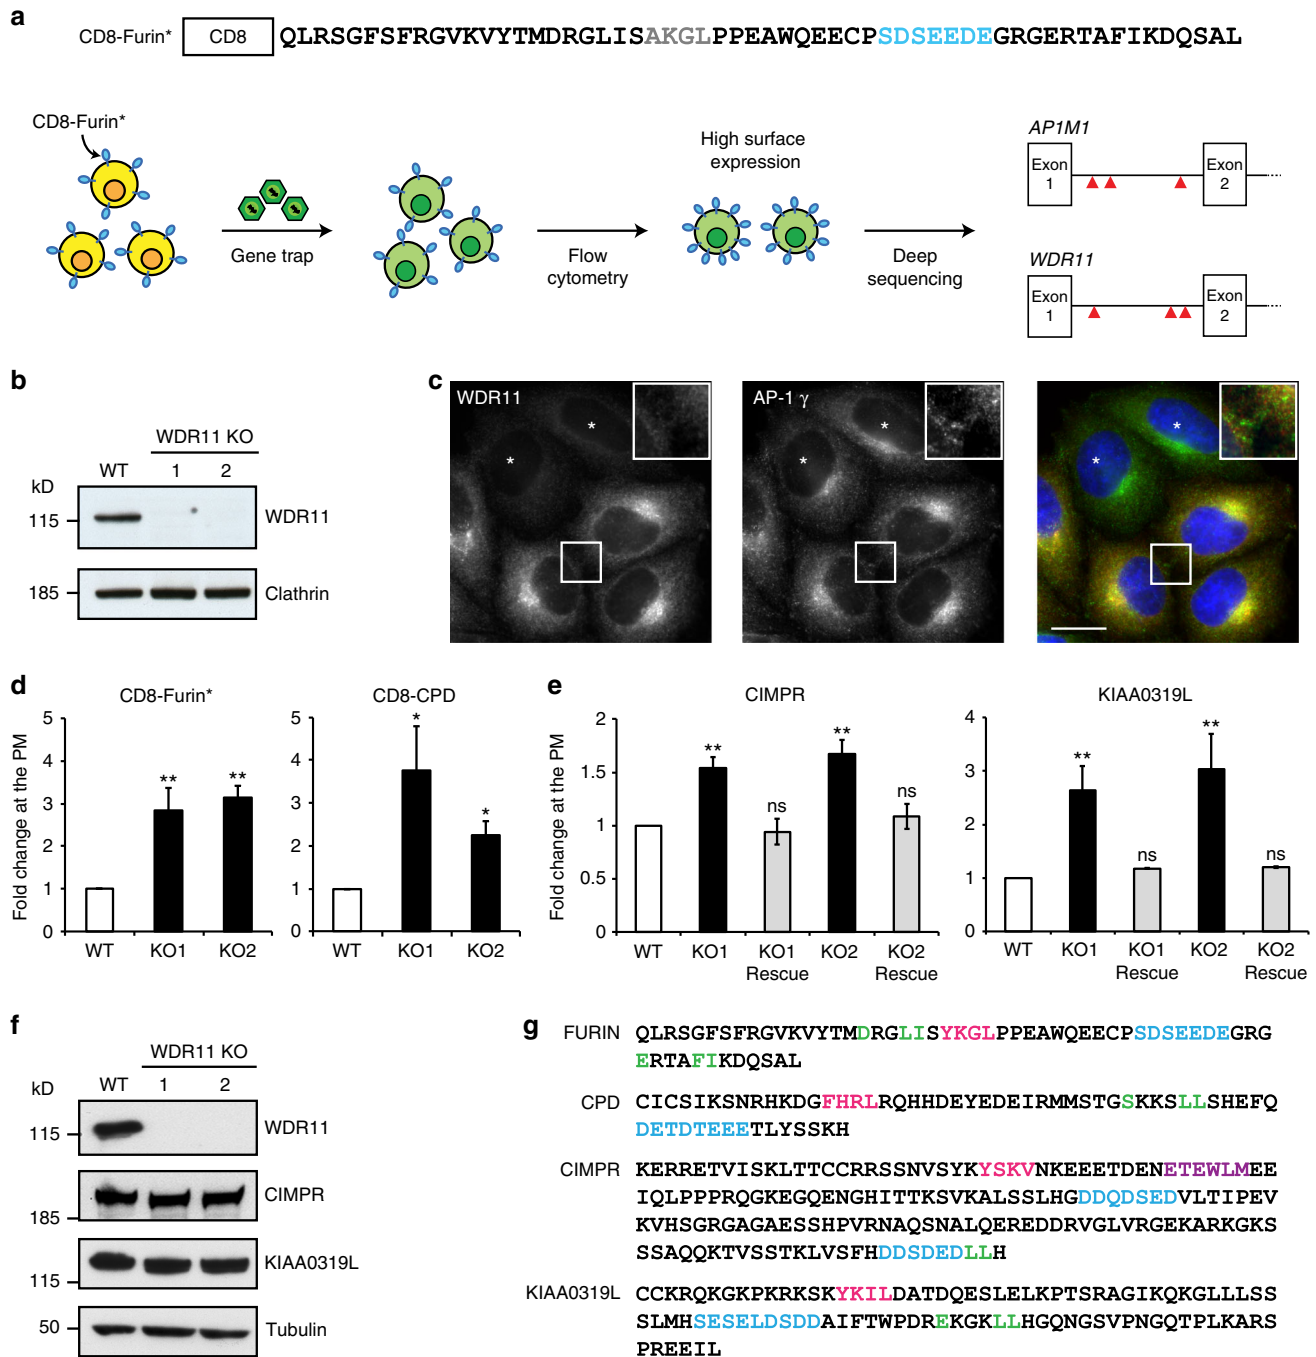 a
CD8-Furin* CD8 QLRSGFSFRGVKVYTMDRGLISAKGLPPEAWQEECPSDSEEDEGRGERTAFIKDQSAL
CD8-Furin*
Gene trap
Flow
cytometry
High surface
expression
Deep
sequencing
AP1M1
Exon
1
Exon
2
WDR11
Exon
1
Exon
2
b
WDR11 KO
WT 1 2
kD
115
WDR11
185
Clathrin
c
WDR11
*
*
AP-1 γ
*
*
*
*
d
CD8-Furin*
Fold change at the PM
5
4
3
2
1
0
**
**
WT KO1 KO2
CD8-CPD
5
4
3
2
1
0
*
*
WT KO1 KO2
e
CIMPR
Fold change at the PM
2
1.5
1
0.5
0
**
ns
**
ns
WT KO1 KO1 KO2 KO2
Rescue Rescue
KIAA0319L
4
3
2
1
0
**
ns
**
ns
WT KO1 KO1 KO2 KO2
Rescue Rescue
f
WDR11 KO
WT 1 2
kD
115
WDR11
CIMPR
185
KIAA0319L
115
50
Tubulin
g
FURIN QLRSGFSFRGVKVYTMDRGLISYKGLPPEAWQEECPSDSEEDEGRG
ERTAFIKDQSAL
CPD CICSIKSNRHKDGFHRLRQHHDEYEDEIRMMSTGSKKSLLSHEFQ
DETDTEEETLYSSKH
CIMPR KERRETVISKLTTCCRRSSNVSYKYSKVNKEEETDENETEWLMEE
IQLPPPRQGKEGQENGHITTKSVKALSSLHGDDQDSEDVLTIPEV
KVHSGRGAGAESSHPVRNAQSNALQEREDDRVGLVRGEKARKGKS
SSAQQKTVSSTKLVSFHDDSDEDLLH
KIAA0319L CCKRQKGKPKRKSKYKILDATDQESLELKPTSRAGIKQKGLLLSS
SLMHSESELDSDDAIFTWPDREKGKLLHGQNGSVPNGQTPLKARS
PREEIL